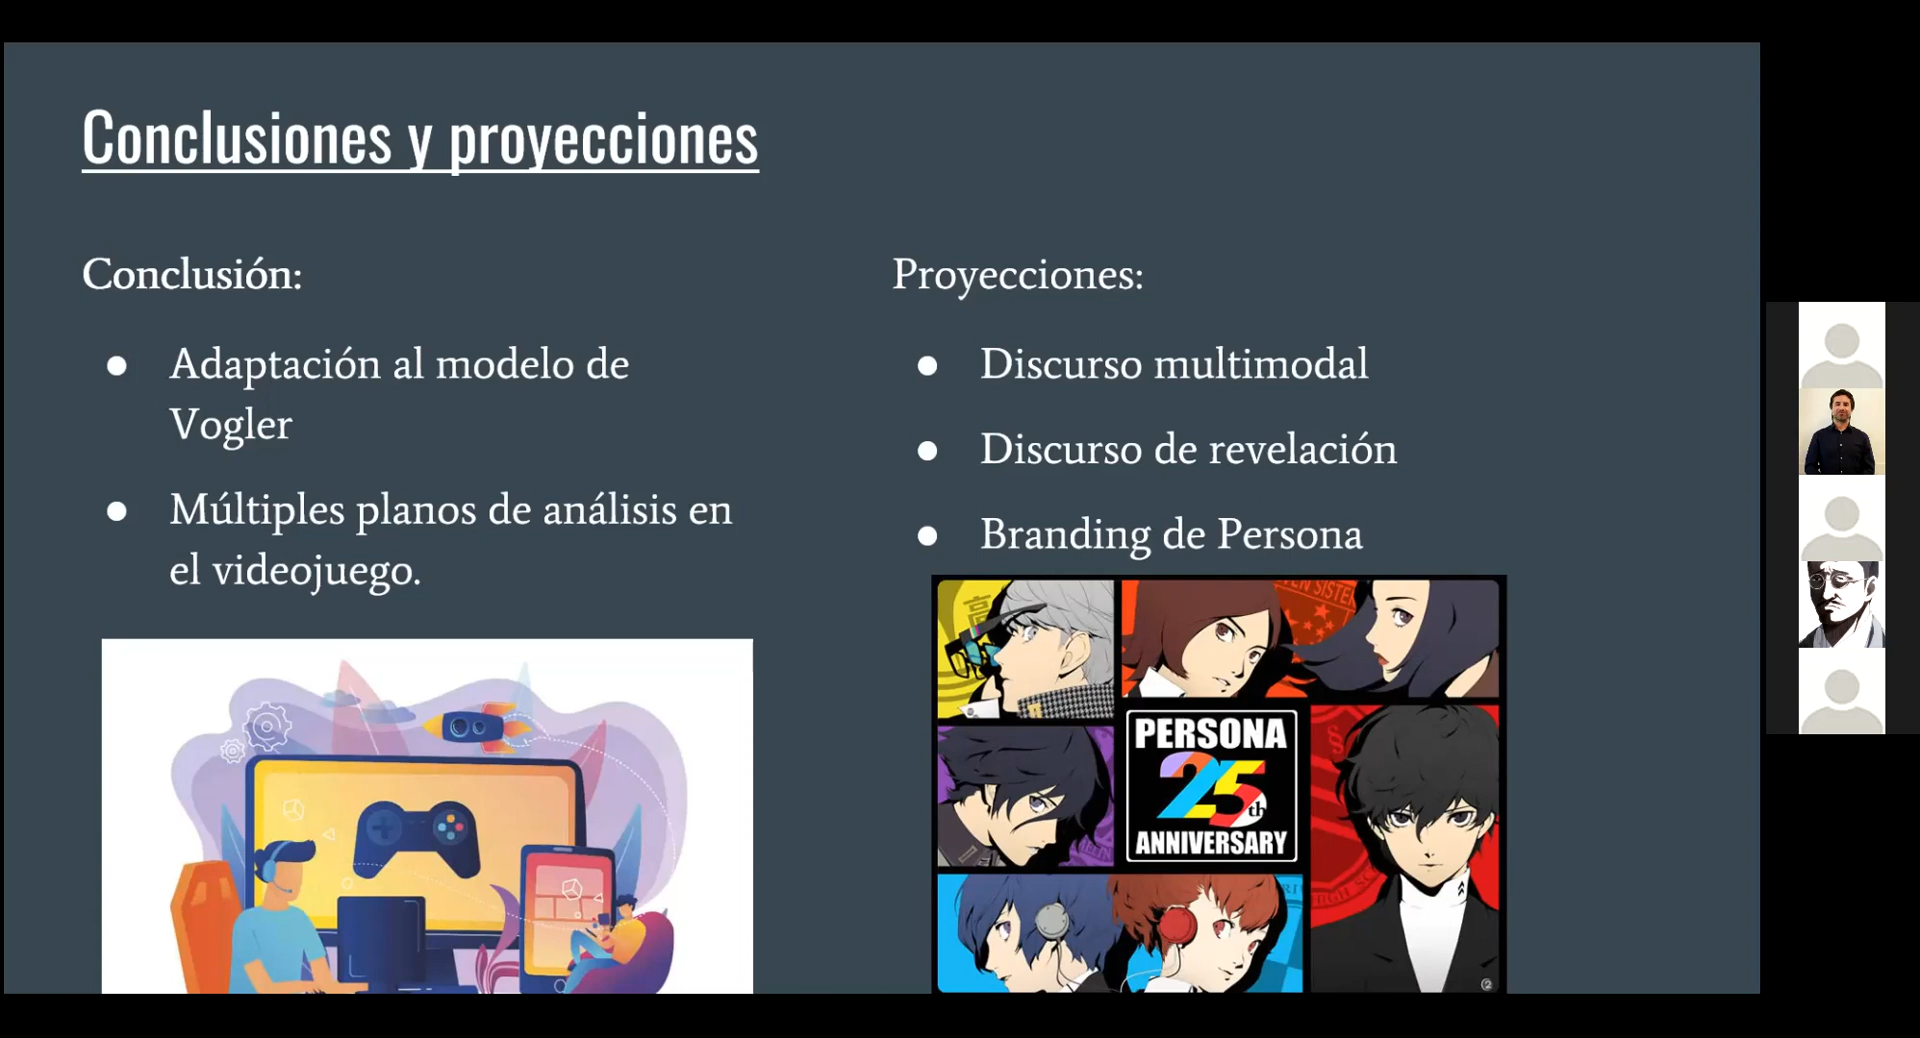 Conclusiones y proyecciones
Conclusión:
● Adaptación al modelo de
Vogler
● Múltiples planos de análisis en
el videojuego.
Proyecciones:
● Discurso multimodal
● Discurso de revelación
● Branding de Persona
PERSONA
25th
ANNIVERSARY